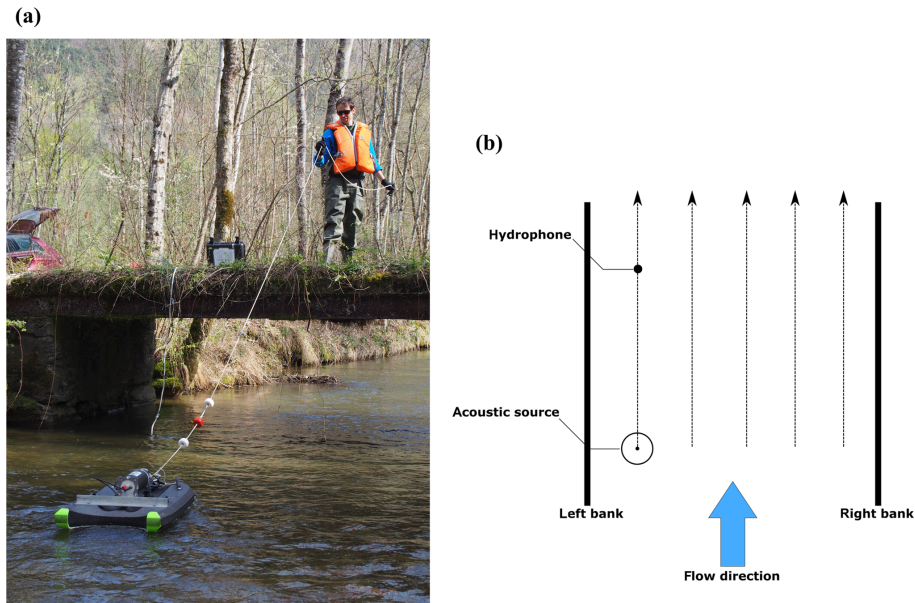 (a)
(b)
Hydrophone
Acoustic source
Left bank
Right bank
Flow direction